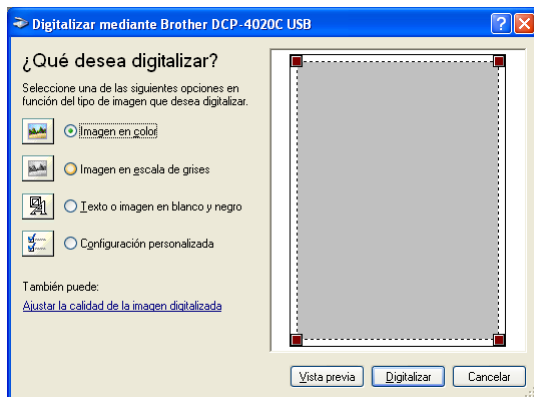 Digitalizar mediante Brother DCP-4020C USB
¿Qué desea digitalizar?
Seleccione una de las siguientes opciones en
función del tipo de imagen que desea digitalizar.
Imagen en color
Imagen en escala de grises
Texto o imagen en blanco y negro
Configuración personalizada
También puede:
Ajustar la calidad de la imagen digitalizada
Vista previa
Digitalizar
Cancelar